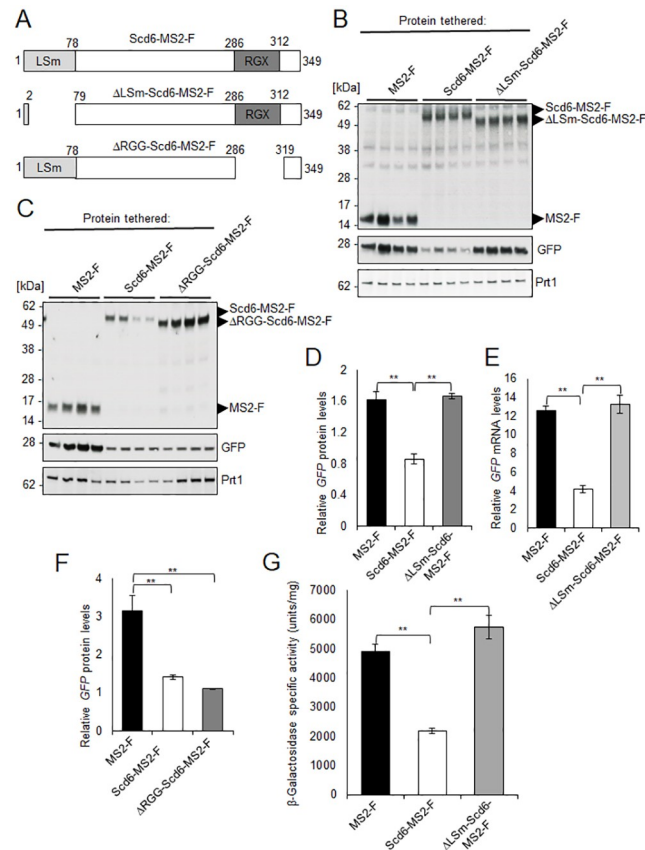 A
Scd6-MS2-F
78 286 312
1 LSm RGX 349
ΔLSm-Scd6-MS2-F
2 79 286 312
1 RGX 349
ΔRGG-Scd6-MS2-F
78 286 319
1 LSm 349
B
Protein tethered:
MS2-F Scd6-MS2-F ΔLSm-Scd6-MS2-F
[kDa]
62 Scd6-MS2-F
49 ΔLSm-Scd6-MS2-F
38
28
17
14 MS2-F
28 GFP
62 Prt1
C
Protein tethered:
MS2-F Scd6-MS2-F ΔRGG-Scd6-MS2-F
[kDa]
62 Scd6-MS2-F
49 ΔRGG-Scd6-MS2-F
38
28
17 MS2-F
14
28 GFP
62 Prt1
D
Relative GFP protein levels
2
1.6
1.2
0.8
0.4
0
** **
MS2-F Scd6-MS2-F ΔLSm-Scd6-MS2-F
E
Relative GFP mRNA levels
16
14
12
10
8
6
4
2
0
** **
MS2-F Scd6-MS2-F ΔLSm-Scd6-MS2-F
F
Relative GFP protein levels
4
3
2
1
0
**
**
MS2-F Scd6-MS2-F ΔRGG-Scd6-MS2-F
G
β-Galactosidase specific activity (units/mg)
7000
6000
5000
4000
3000
2000
1000
0
** **
MS2-F Scd6-MS2-F ΔLSm-Scd6-MS2-F